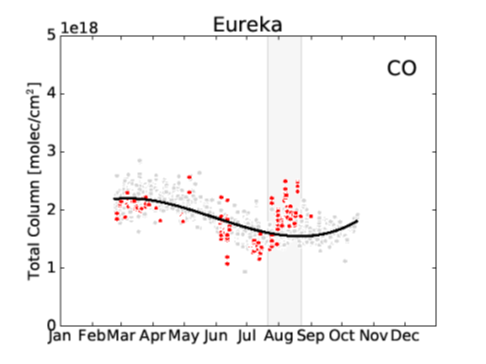 Eureka
1e18
CO
Total Column [molec/cm²]
5
4
3
2
1
0
Jan Feb Mar Apr May Jun Jul Aug Sep Oct Nov Dec